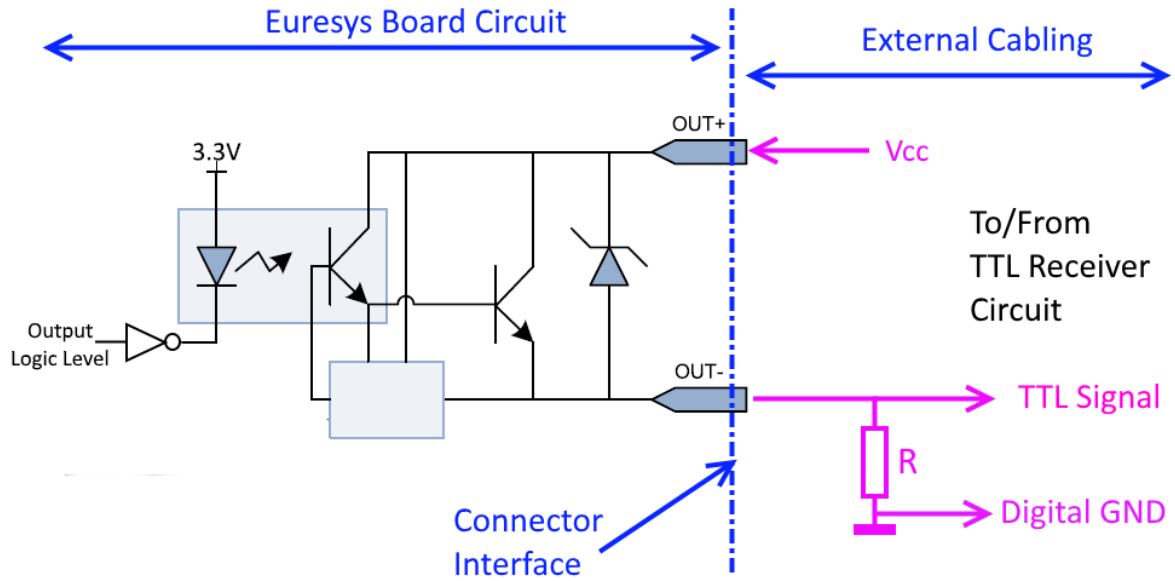 Euresys Board Circuit
External Cabling
OUT+
3.3V
Vcc
To/From
TTL Receiver
Circuit
Output
Logic Level
OUT-
TTL Signal
R
Digital GND
Connector
Interface